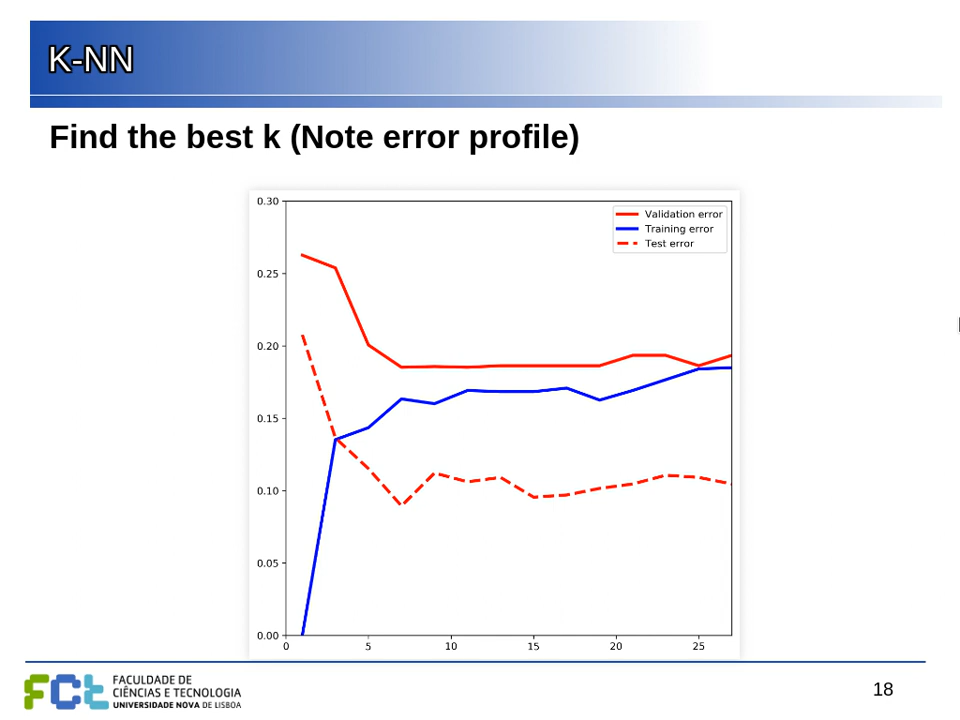 K-NN
Find the best k (Note error profile)
0.30
0.25
0.20
0.15
0.10
0.05
0.00
0
5
10
15
20
25
Validation error
Training error
Test error
FCt
FACULDADE DE
CIÊNCIAS E TECNOLOGIA
UNIVERSIDADE NOVA DE LISBOA
18